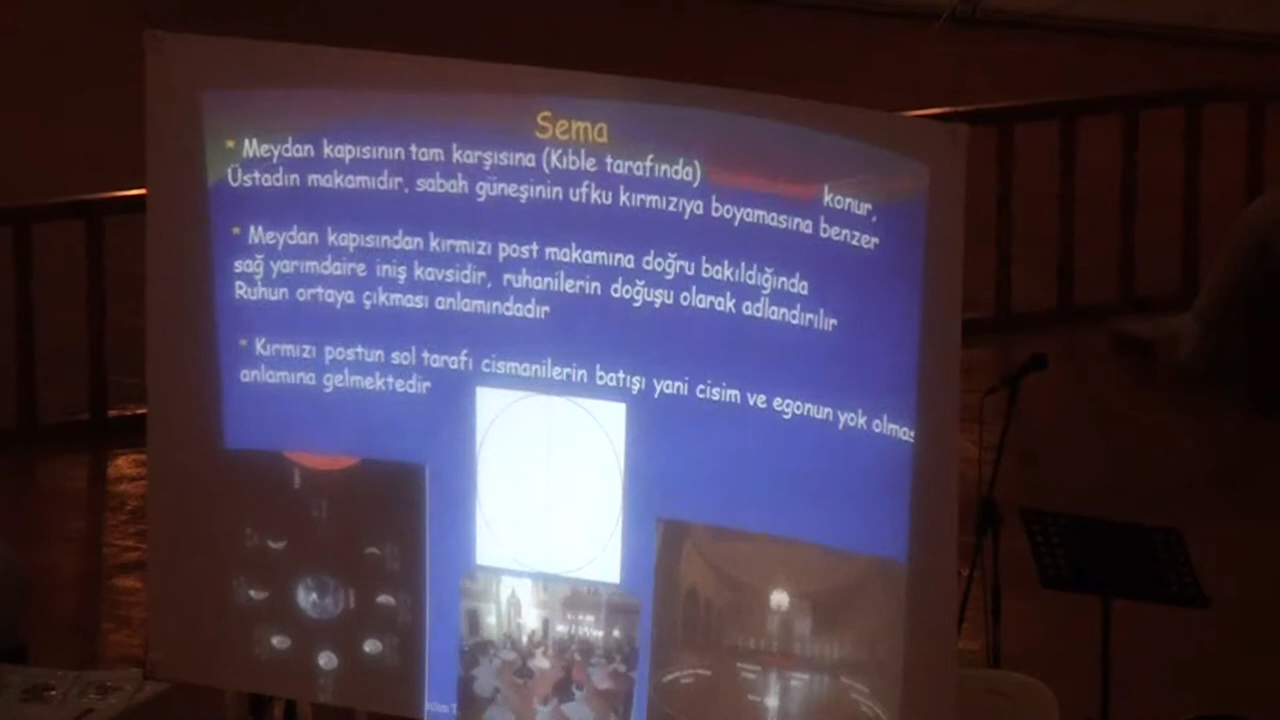 Sema
* Meydan kapısının tam karşısına (Kıble tarafında) konur,
Üstadın makamıdır, sabah güneşinin ufku kırmızıya boyamasına benzer
* Meydan kapısından kırmızı post makamına doğru bakıldığında
sağ yarımdaire iniş kavsidir, ruhanilerin doğuşu olarak adlandırılır
Ruhun ortaya çıkması anlamındadır
* Kırmızı postun sol tarafı cismanilerin batışı yani cisim ve egonun yok olmas
anlamına gelmektedir